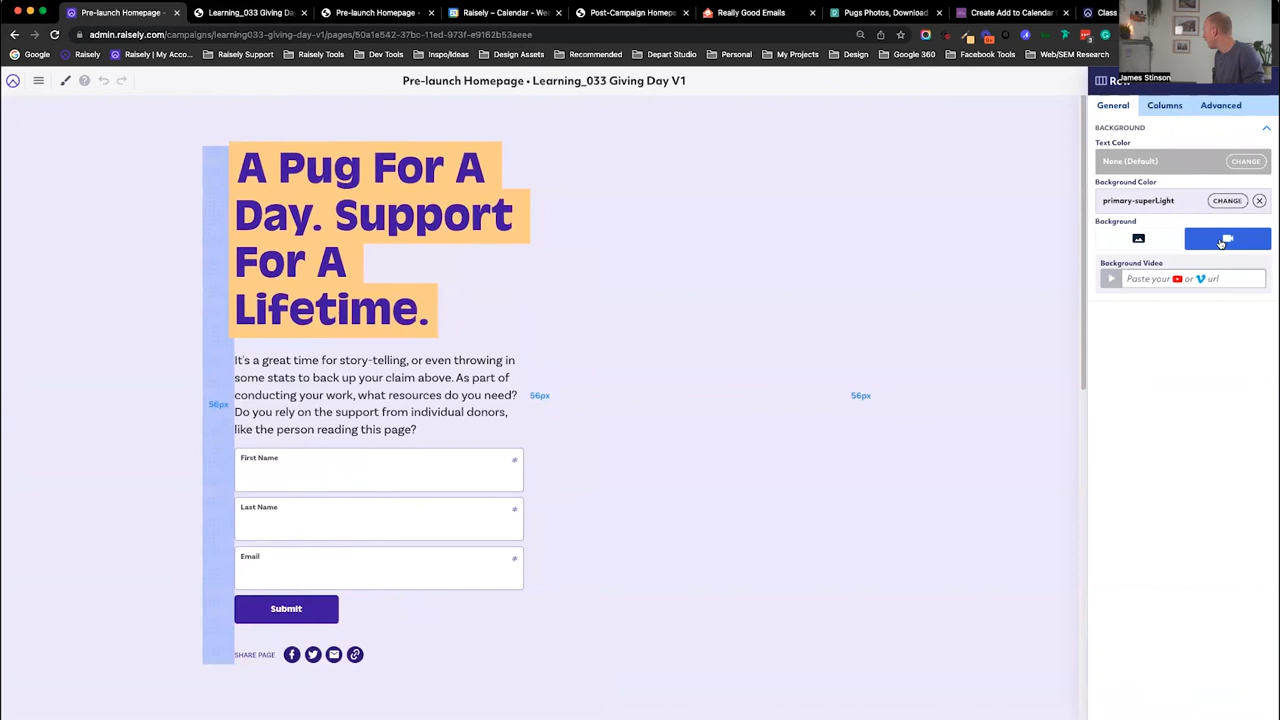 Pre-launch Homepage -
Learning_033 Giving Day
Pre-launch Homepage -
Raisely – Calendar - We
Post-Campaign Homep
Really Good Emails
Pugs Photos, Download
Create Add to Calendar
Class
admin.raisely.com/campaigns/learning033-giving-day-v1/pages/50a1e542-37bc-11ed-973f-6162b53aeee
Google
Raisely
Raisely | My Acco...
Raisely Support
Raisely
Inspo/Ideas
Design Assets
Recommended
Depart Studio
Personal
My Projects
Design
Google 360
Facebook Tools
Web/SEM Research
James Stinson
Pre-launch Homepage • Learning_033 Giving Day V1
Row
General
Columns
Advanced
BACKGROUND
Text Color
None (Default)
CHANGE
Background Color
primary-superLight
CHANGE
Background
Background Video
Paste your or url
A Pug For A
Day. Support
For A
Lifetime.
It's a great time for story-telling, or even throwing in
some stats to back up your claim above. As part of
conducting your work, what resources do you need?
Do you rely on the support from individual donors,
like the person reading this page?
56px
56px
56px
First Name
*
Last Name
*
Email
*
Submit
SHARE PAGE